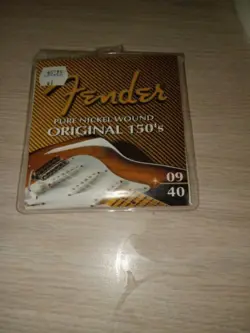 Fender
PURE NICKEL WOUND
ORIGINAL 150's
09
40